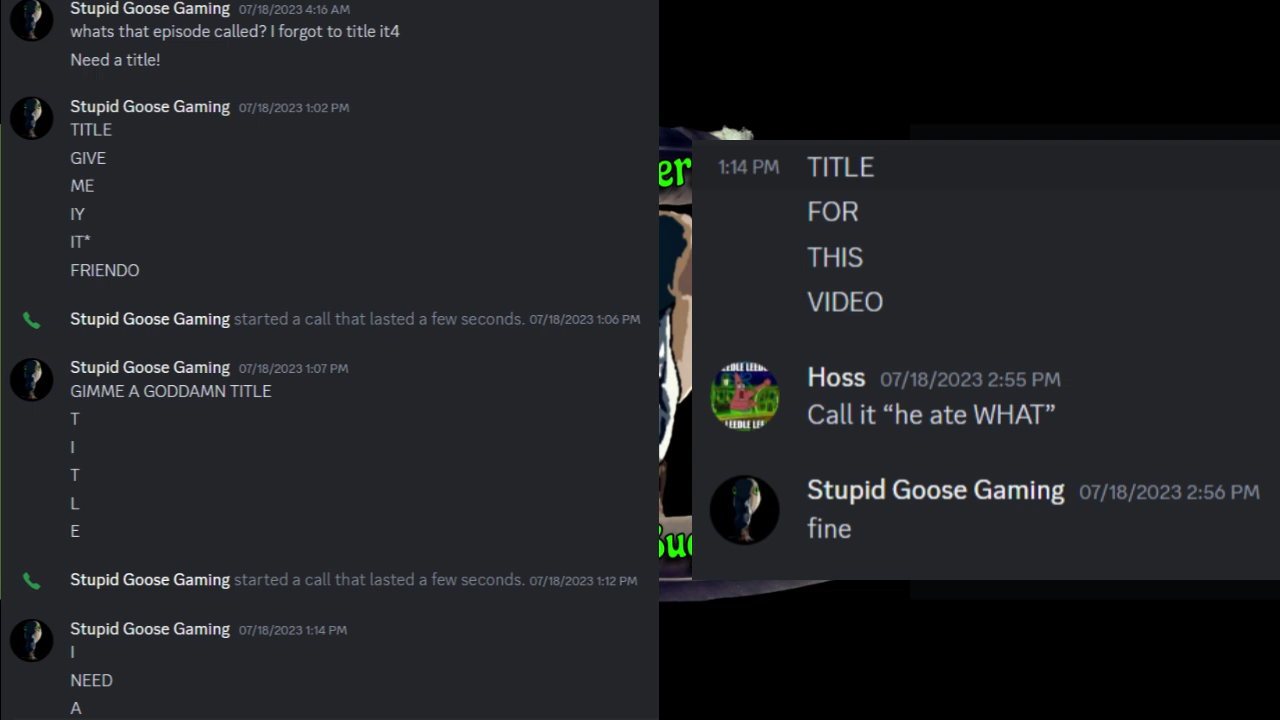 Stupid Goose Gaming 07/18/2023 4:16 AM
whats that episode called? I forgot to title it4
Need a title!
Stupid Goose Gaming 07/18/2023 1:02 PM
TITLE
GIVE
ME
IY
IT*
FRIENDO
Stupid Goose Gaming started a call that lasted a few seconds. 07/18/2023 1:06 PM
Stupid Goose Gaming 07/18/2023 1:07 PM
GIMME A GODDAMN TITLE
T
I
T
L
E
Stupid Goose Gaming started a call that lasted a few seconds. 07/18/2023 1:12 PM
Stupid Goose Gaming 07/18/2023 1:14 PM
I
NEED
A
1:14 PM TITLE
FOR
THIS
VIDEO
Hoss 07/18/2023 2:55 PM
Call it “he ate WHAT”
Stupid Goose Gaming 07/18/2023 2:56 PM
fine